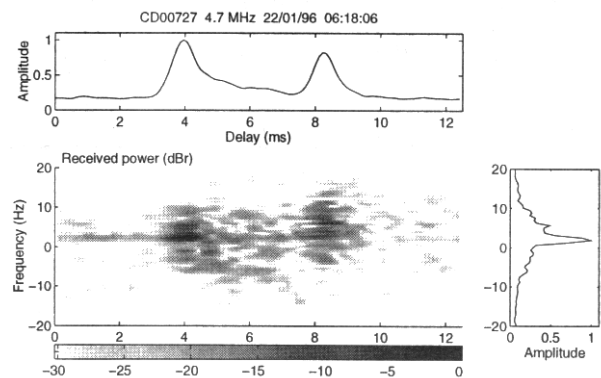 CD00727 4.7 MHz 22/01/96 06:18:06
1
0.5
0
Amplitude
0 2 4 6 8 10 12
Delay (ms)
Received power (dBr)
20
10
0
−10
−20
Frequency (Hz)
0 2 4 6 8 10 12
−30 −25 −20 −15 −10 −5 0
20
10
0
−10
−20
0 0.5 1
Amplitude